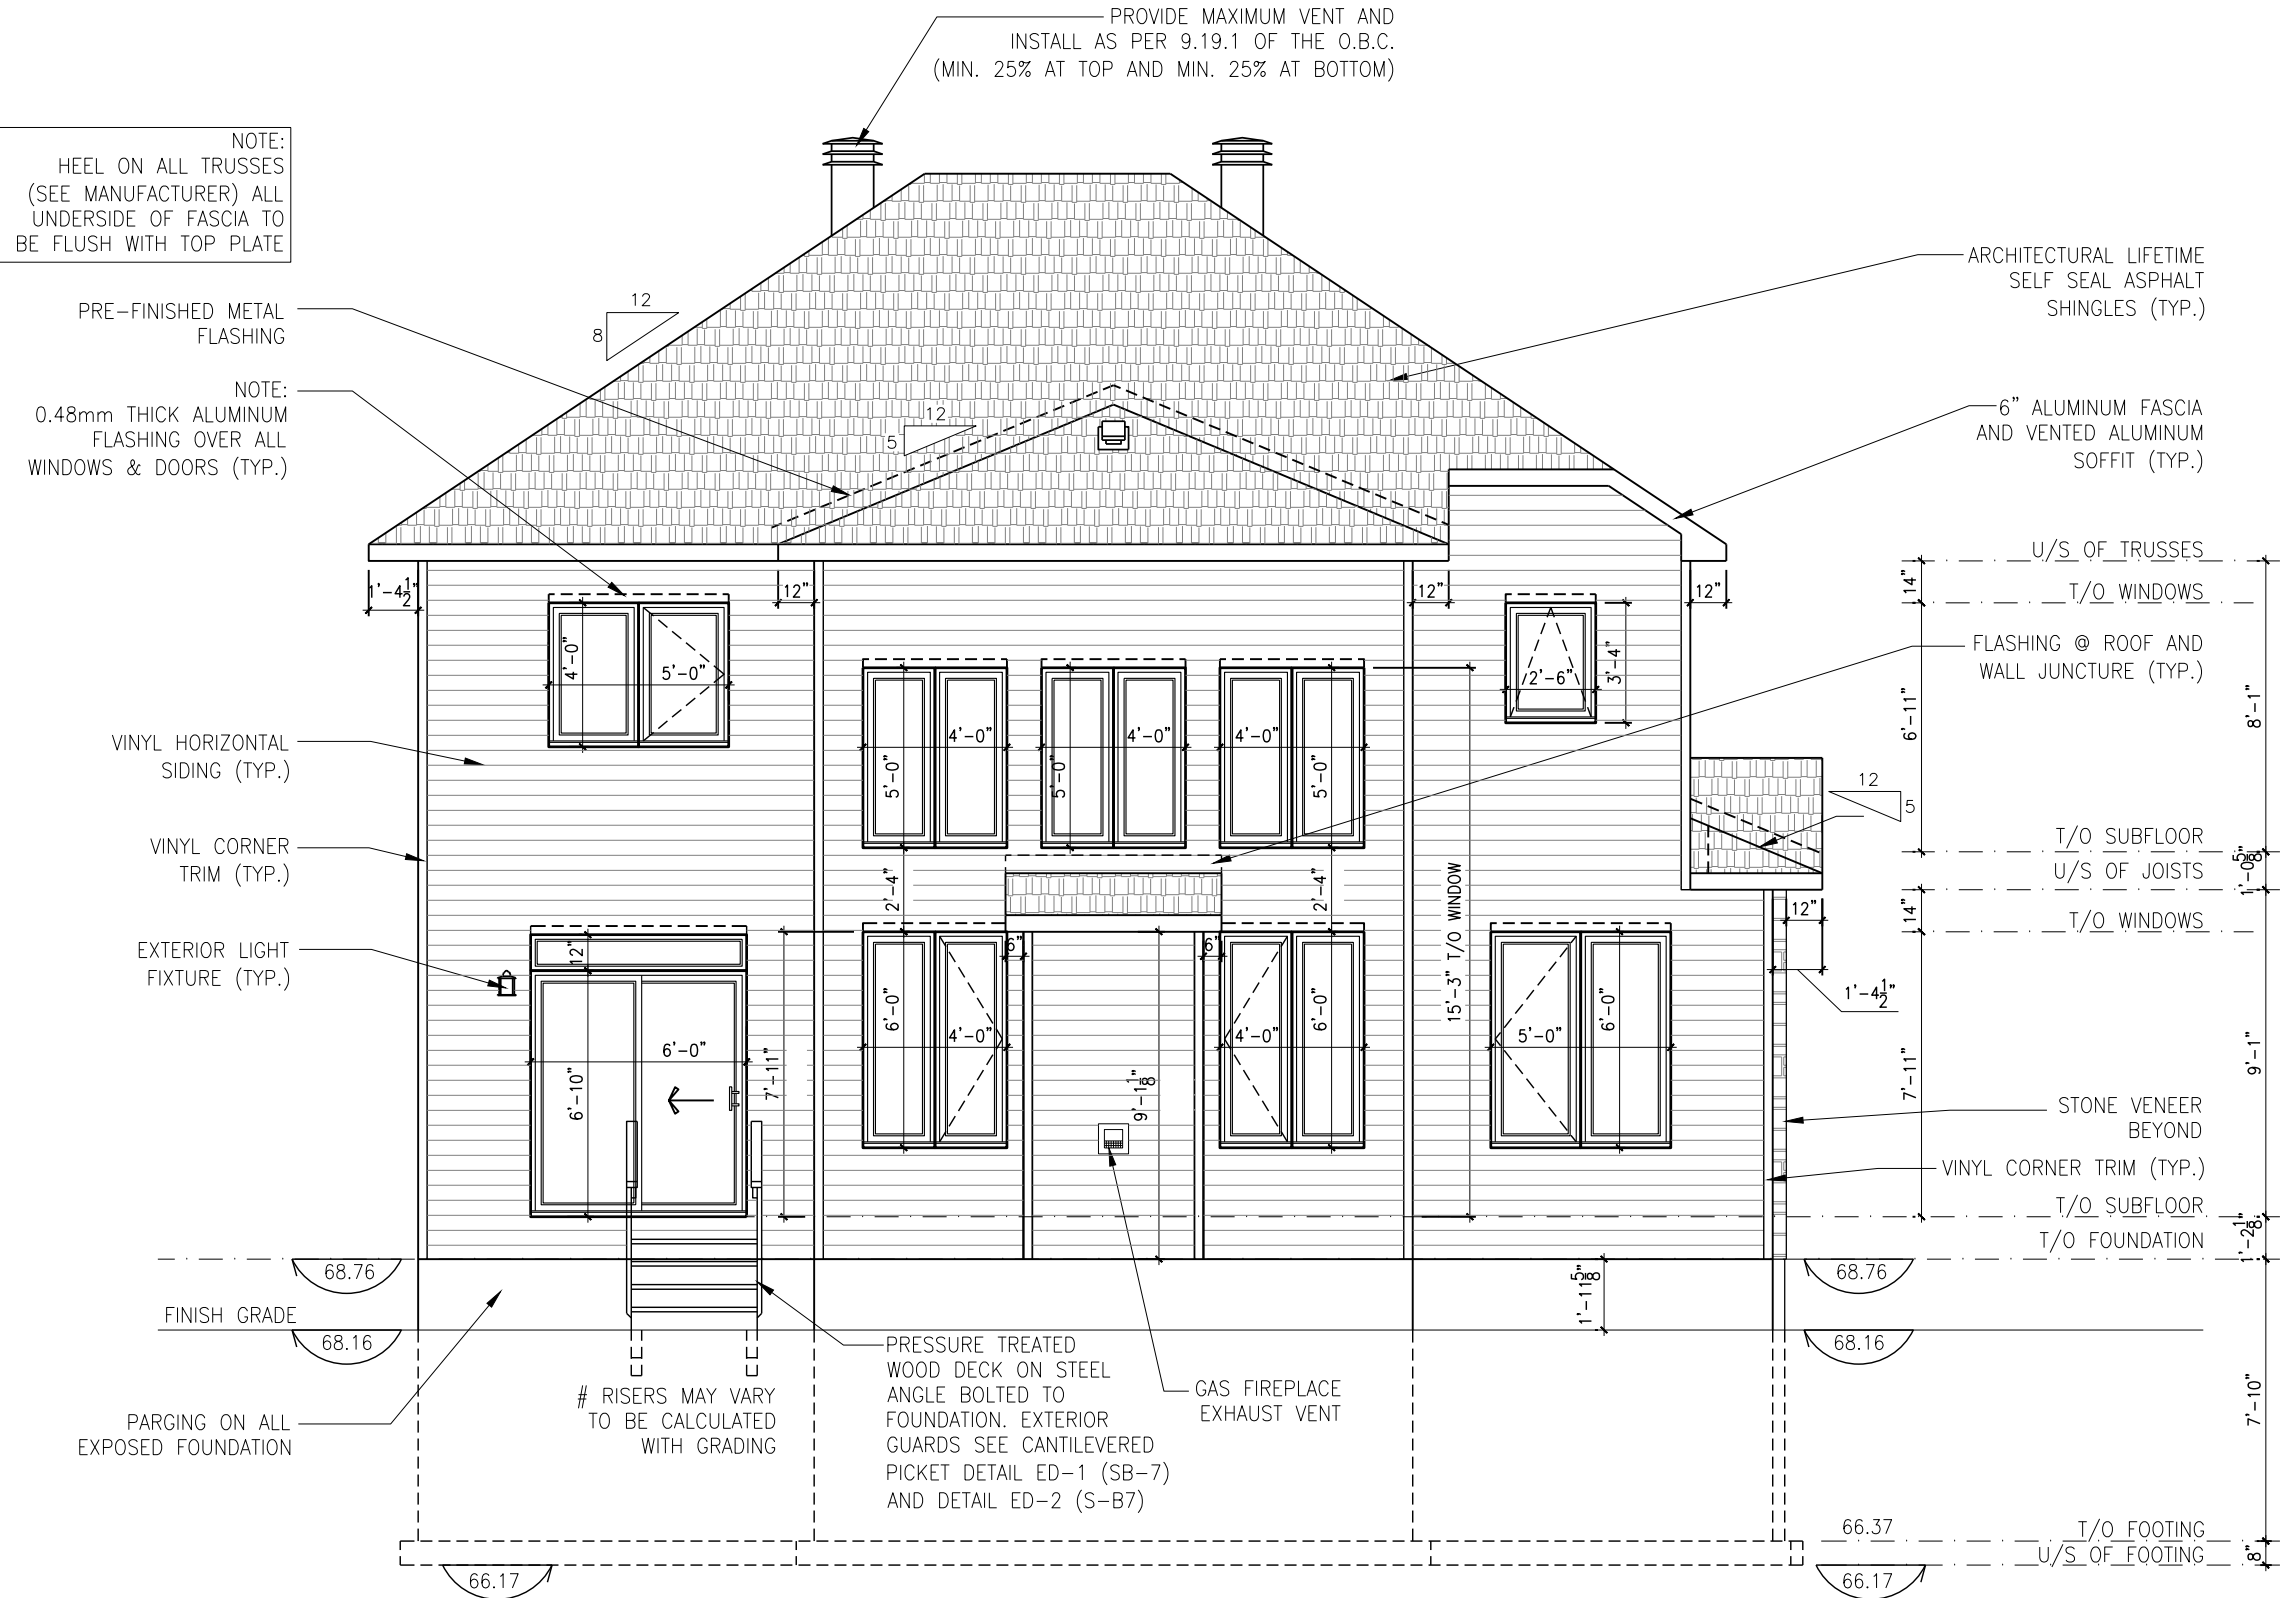 PROVIDE MAXIMUM VENT AND
INSTALL AS PER 9.19.1 OF THE O.B.C.
(MIN. 25% AT TOP AND MIN. 25% AT BOTTOM)
NOTE:
HEEL ON ALL TRUSSES
(SEE MANUFACTURER) ALL
UNDERSIDE OF FASCIA TO
BE FLUSH WITH TOP PLATE
PRE-FINISHED METAL
FLASHING
NOTE:
0.48mm THICK ALUMINUM
FLASHING OVER ALL
WINDOWS & DOORS (TYP.)
VINYL HORIZONTAL
SIDING (TYP.)
VINYL CORNER
TRIM (TYP.)
EXTERIOR LIGHT
FIXTURE (TYP.)
68.76
FINISH GRADE
68.16
PARGING ON ALL
EXPOSED FOUNDATION
12
8
12
5
1'-4 1/2"
12"
12"
12"
4'-0"
5'-0"
5'-0"
4'-0"
5'-0"
4'-0"
4'-0"
5'-0"
2'-6"
3'-4"
2'-4"
2'-4"
15'-3" T/O WINDOW
12"
6'-0"
6'-10"
7'-11"
6'-0"
4'-0"
6"
6"
9'-1 1/8"
4'-0"
6'-0"
5'-0"
6'-0"
1'-11 5/8"
# RISERS MAY VARY
TO BE CALCULATED
WITH GRADING
PRESSURE TREATED
WOOD DECK ON STEEL
ANGLE BOLTED TO
FOUNDATION. EXTERIOR
GUARDS SEE CANTILEVERED
PICKET DETAIL ED-1 (SB-7)
AND DETAIL ED-2 (S-B7)
GAS FIREPLACE
EXHAUST VENT
66.17
ARCHITECTURAL LIFETIME
SELF SEAL ASPHALT
SHINGLES (TYP.)
6" ALUMINUM FASCIA
AND VENTED ALUMINUM
SOFFIT (TYP.)
U/S OF TRUSSES
14"
T/O WINDOWS
FLASHING @ ROOF AND
WALL JUNCTURE (TYP.)
6'-11"
8'-1"
12
5
T/O SUBFLOOR
1'-0 5/8"
U/S OF JOISTS
12"
14"
T/O WINDOWS
1'-4 1/2"
7'-11"
9'-1"
STONE VENEER
BEYOND
VINYL CORNER TRIM (TYP.)
T/O SUBFLOOR
1'-2 1/8"
T/O FOUNDATION
68.76
68.16
7'-10"
66.37
T/O FOOTING
U/S OF FOOTING
8"
66.17